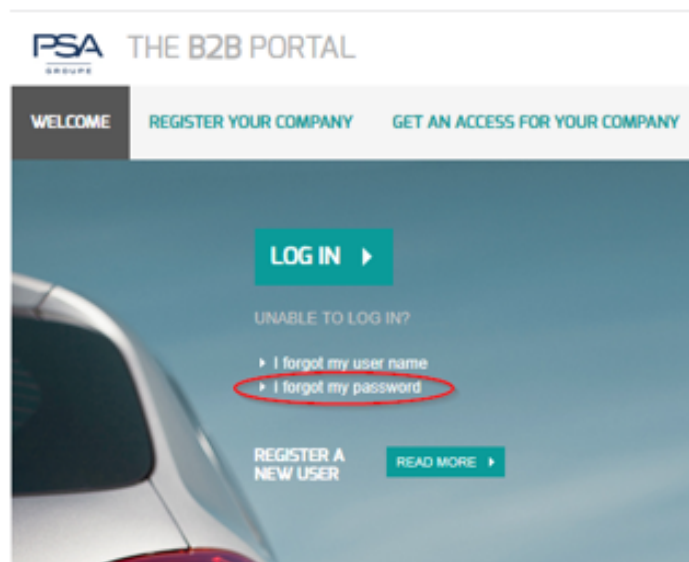 PSA THE B2B PORTAL
GROUPE
WELCOME REGISTER YOUR COMPANY GET AN ACCESS FOR YOUR COMPANY
LOG IN
UNABLE TO LOG IN?
I forgot my user name
I forgot my password
REGISTER A
NEW USER
READ MORE